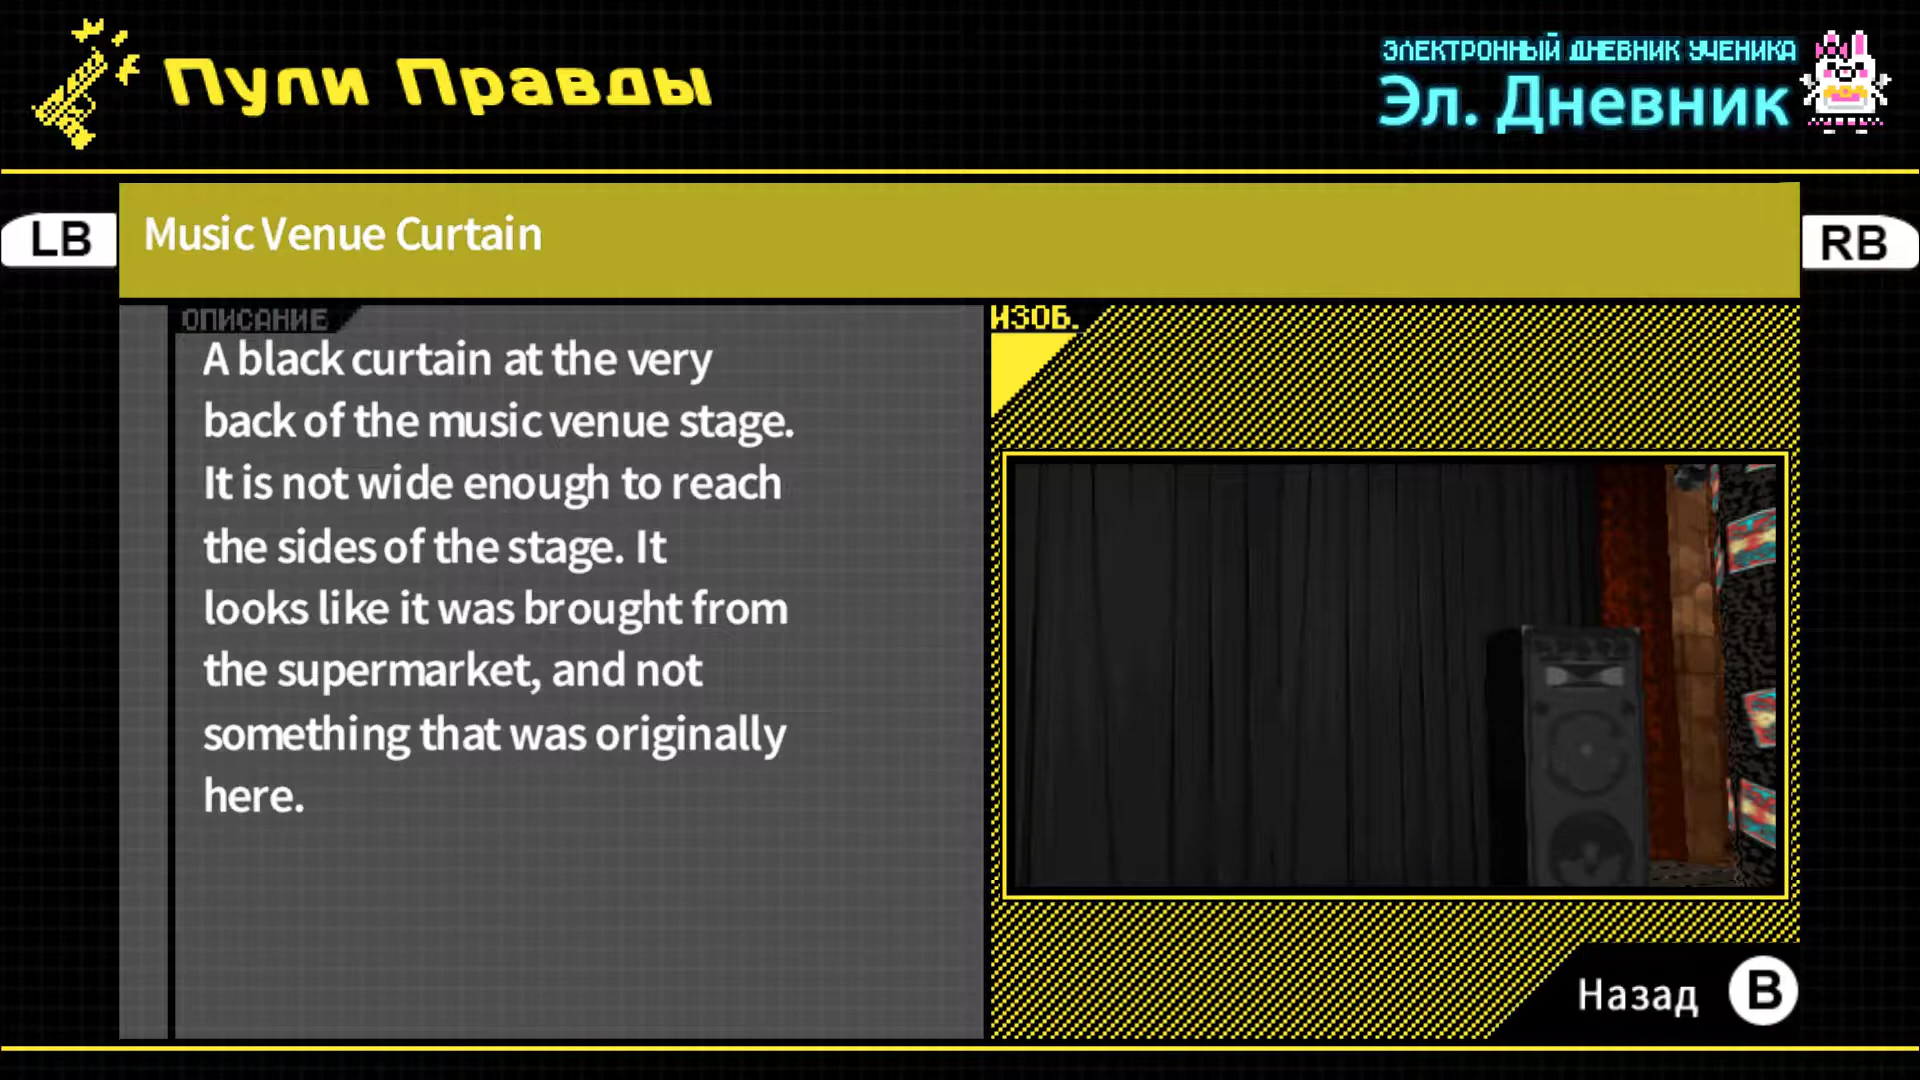 Пули Правды
ЭЛЕКТРОННЫЙ ДНЕВНИК УЧЕНИКА
Эл. Дневник
LB
Music Venue Curtain
RB
ОПИСАНИЕ
ИЗОБ.
A black curtain at the very
back of the music venue stage.
It is not wide enough to reach
the sides of the stage. It
looks like it was brought from
the supermarket, and not
something that was originally
here.
Назад B